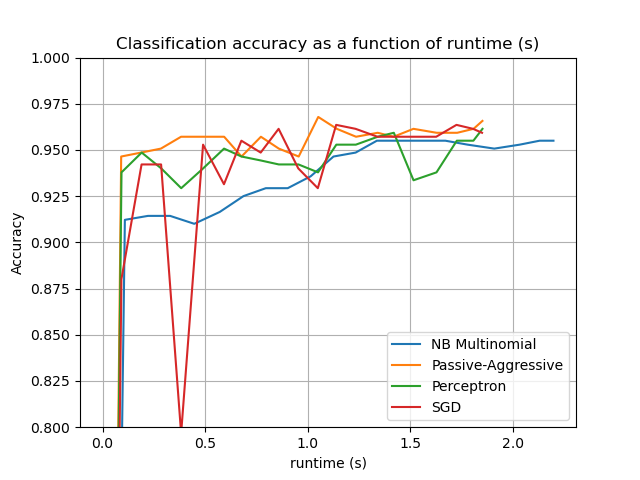 Classification accuracy as a function of runtime (s)
1.000
0.975
0.950
0.925
0.900
0.875
0.850
0.825
0.800
Accuracy
NB Multinomial
Passive-Aggressive
Perceptron
SGD
0.0 0.5 1.0 1.5 2.0
runtime (s)